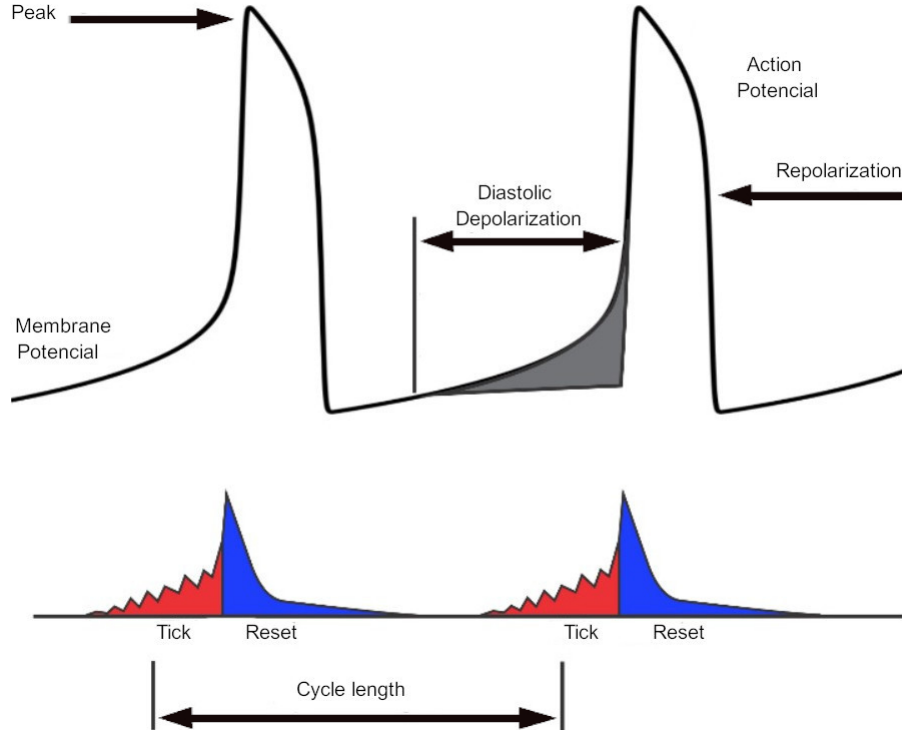 Peak
Action
Potencial
Repolarization
Diastolic
Depolarization
Membrane
Potencial
Tick
Reset
Tick
Reset
Cycle length